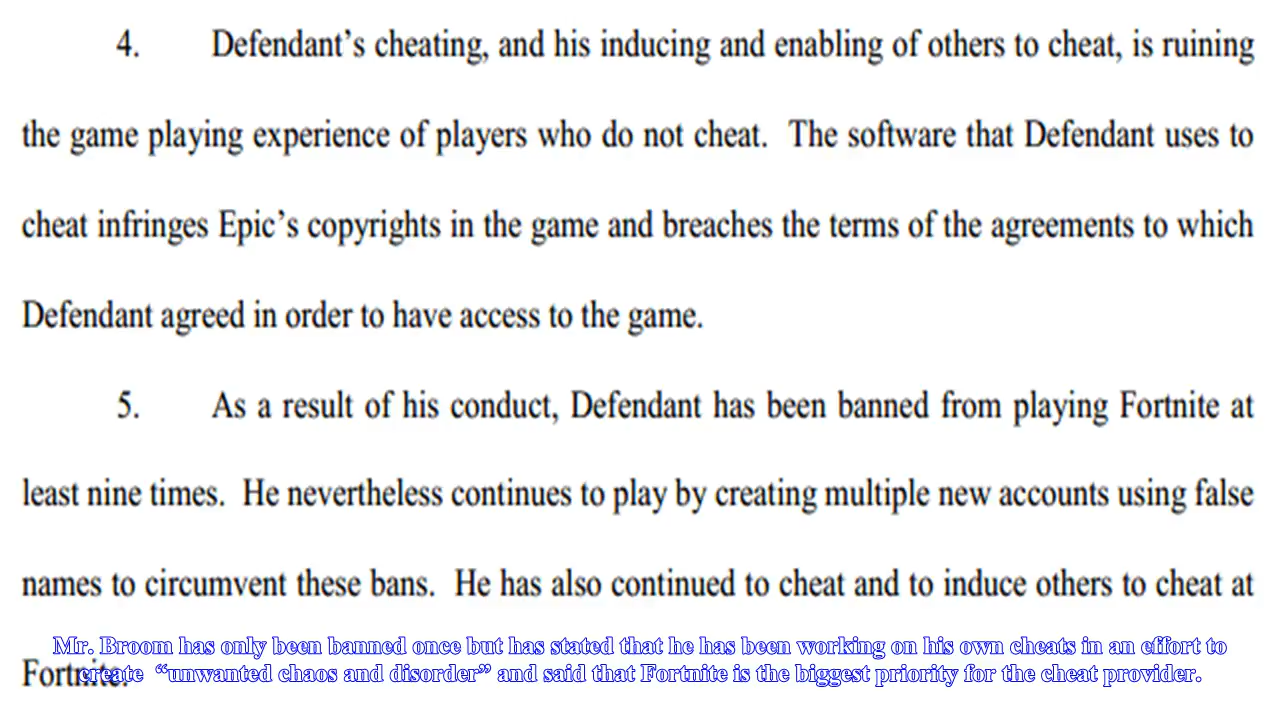 4. Defendant’s cheating, and his inducing and enabling of others to cheat, is ruining
the game playing experience of players who do not cheat. The software that Defendant uses to
cheat infringes Epic’s copyrights in the game and breaches the terms of the agreements to which
Defendant agreed in order to have access to the game.
5. As a result of his conduct, Defendant has been banned from playing Fortnite at
least nine times. He nevertheless continues to play by creating multiple new accounts using false
names to circumvent these bans. He has also continued to cheat and to induce others to cheat at
Fortnite.
Mr. Broom has only been banned once but has stated that he has been working on his own cheats in an effort to
create “unwanted chaos and disorder” and said that Fortnite is the biggest priority for the cheat provider.